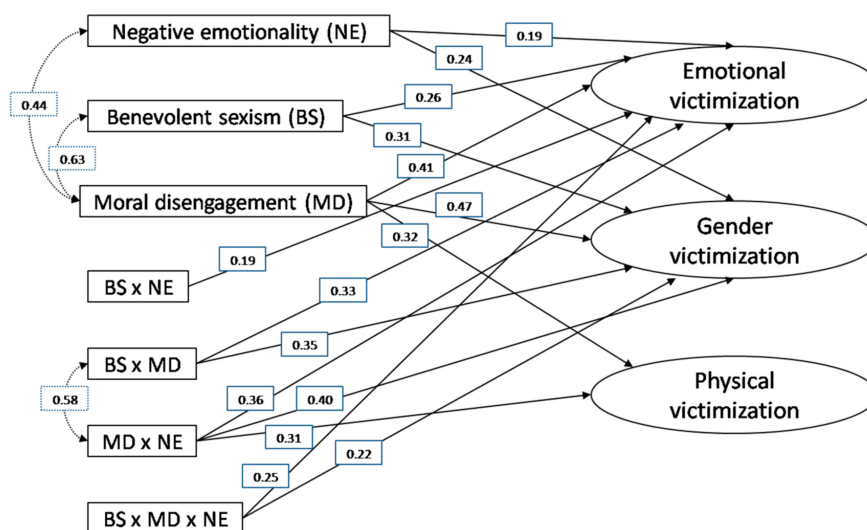 Negative emotionality (NE)
0.19
0.24
Emotional
victimization
0.44
0.26
Benevolent sexism (BS)
0.31
0.63
0.41
Moral disengagement (MD)
0.47
0.32
Gender
victimization
0.19
BS x NE
0.33
0.35
BS x MD
0.58
0.36
0.40
Physical
victimization
MD x NE
0.31
0.22
0.25
BS x MD x NE